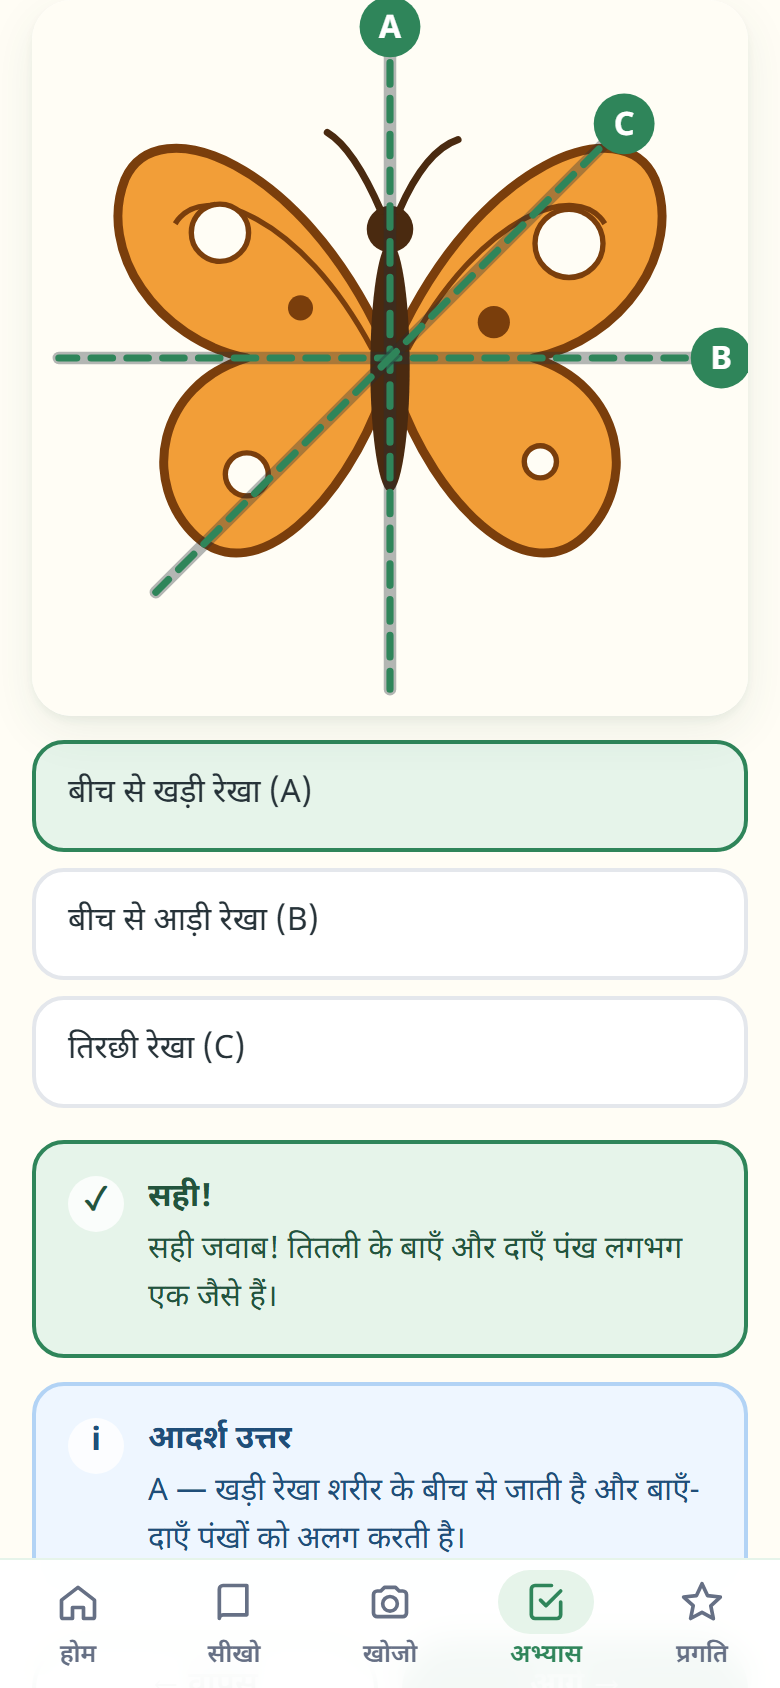 A
C
B
बीच से खड़ी रेखा (A)
बीच से आड़ी रेखा (B)
तिरछी रेखा (C)
✓
सही!
सही जवाब! तितली के बाएँ और दाएँ पंख लगभग
एक जैसे हैं।
i
आदर्श उत्तर
A — खड़ी रेखा शरीर के बीच से जाती है और बाएँ-
दाएँ पंखों को अलग करती है।
होम
सीखो
खोजो
अभ्यास
प्रगति